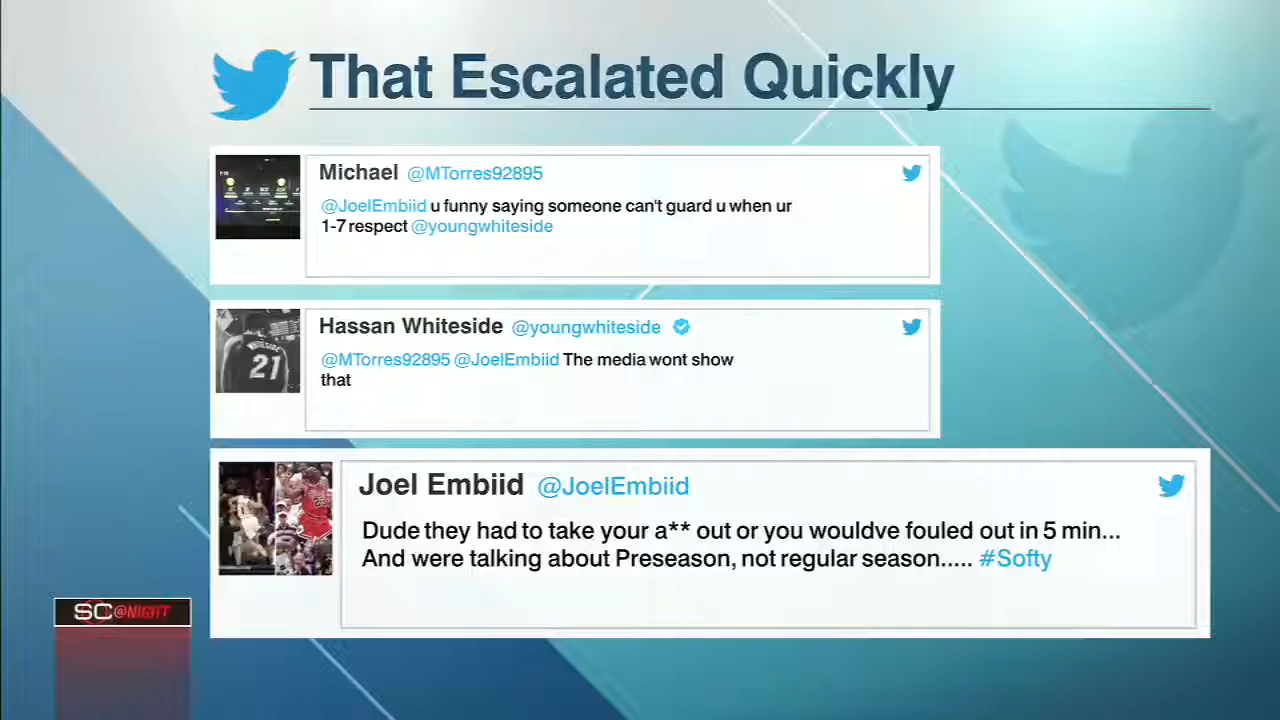 That Escalated Quickly
Michael @MTorres92895
@JoelEmbiid u funny saying someone can't guard u when ur
1-7 respect @youngwhiteside
Hassan Whiteside @youngwhiteside
@MTorres92895 @JoelEmbiid The media wont show
that
WHITESIDE
21
Joel Embiid @JoelEmbiid
Dude they had to take your a** out or you wouldve fouled out in 5 min...
And were talking about Preseason, not regular season..... #Softy
SC@NIGHT